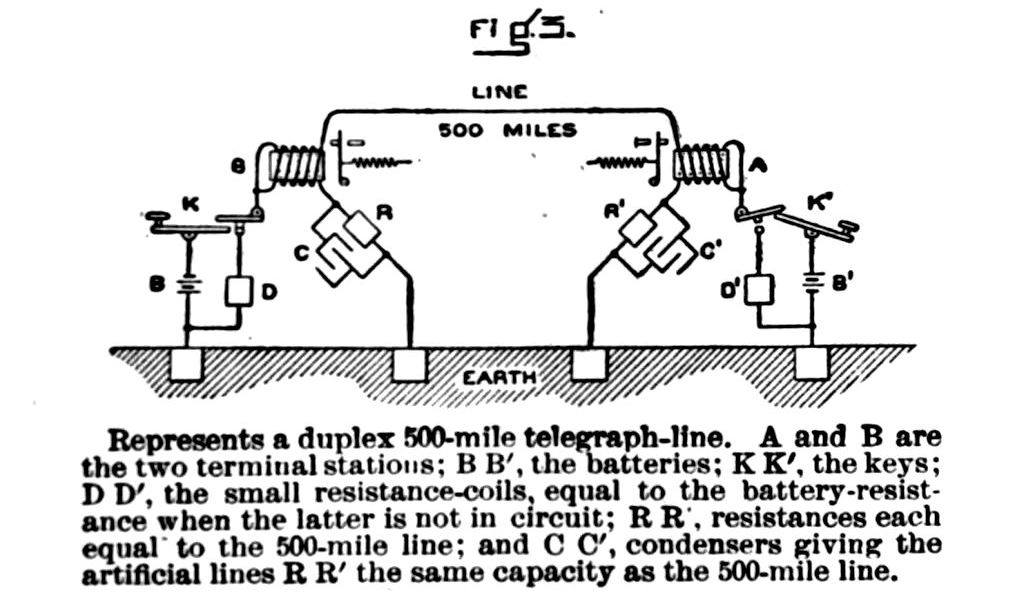 Fig. 3.
LINE
500 MILES
B
A
K
K'
R
R'
C
C'
B
D
D'
B'
EARTH
Represents a duplex 500-mile telegraph-line. A and B are
the two terminal stations; B B', the batteries; K K', the keys;
D D', the small resistance-coils, equal to the battery-resist-
ance when the latter is not in circuit; R R', resistances each
equal to the 500-mile line; and C C', condensers giving the
artificial lines R R' the same capacity as the 500-mile line.